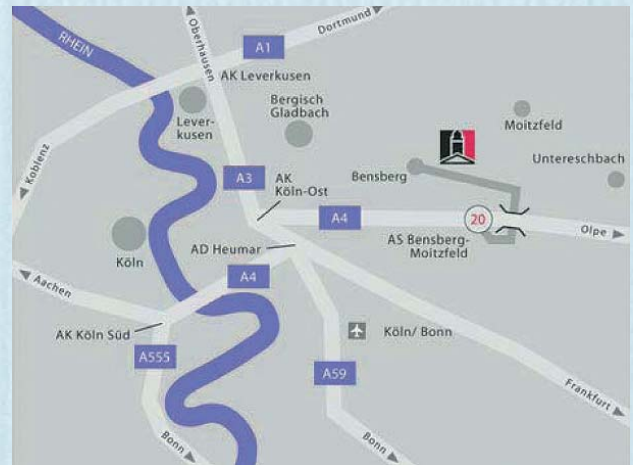 RHEIN
Oberhausen
Dortmund
A1
AK Leverkusen
Lever-
kusen
Bergisch
Gladbach
Moitzfeld
Untereschbach
Koblenz
A3
AK
Köln-Ost
Bensberg
A4
20
Olpe
AS Bensberg-
Moitzfeld
Köln
AD Heumar
A4
Aachen
AK Köln Süd
A555
Köln/ Bonn
A59
Frankfurt
Bonn
Bonn